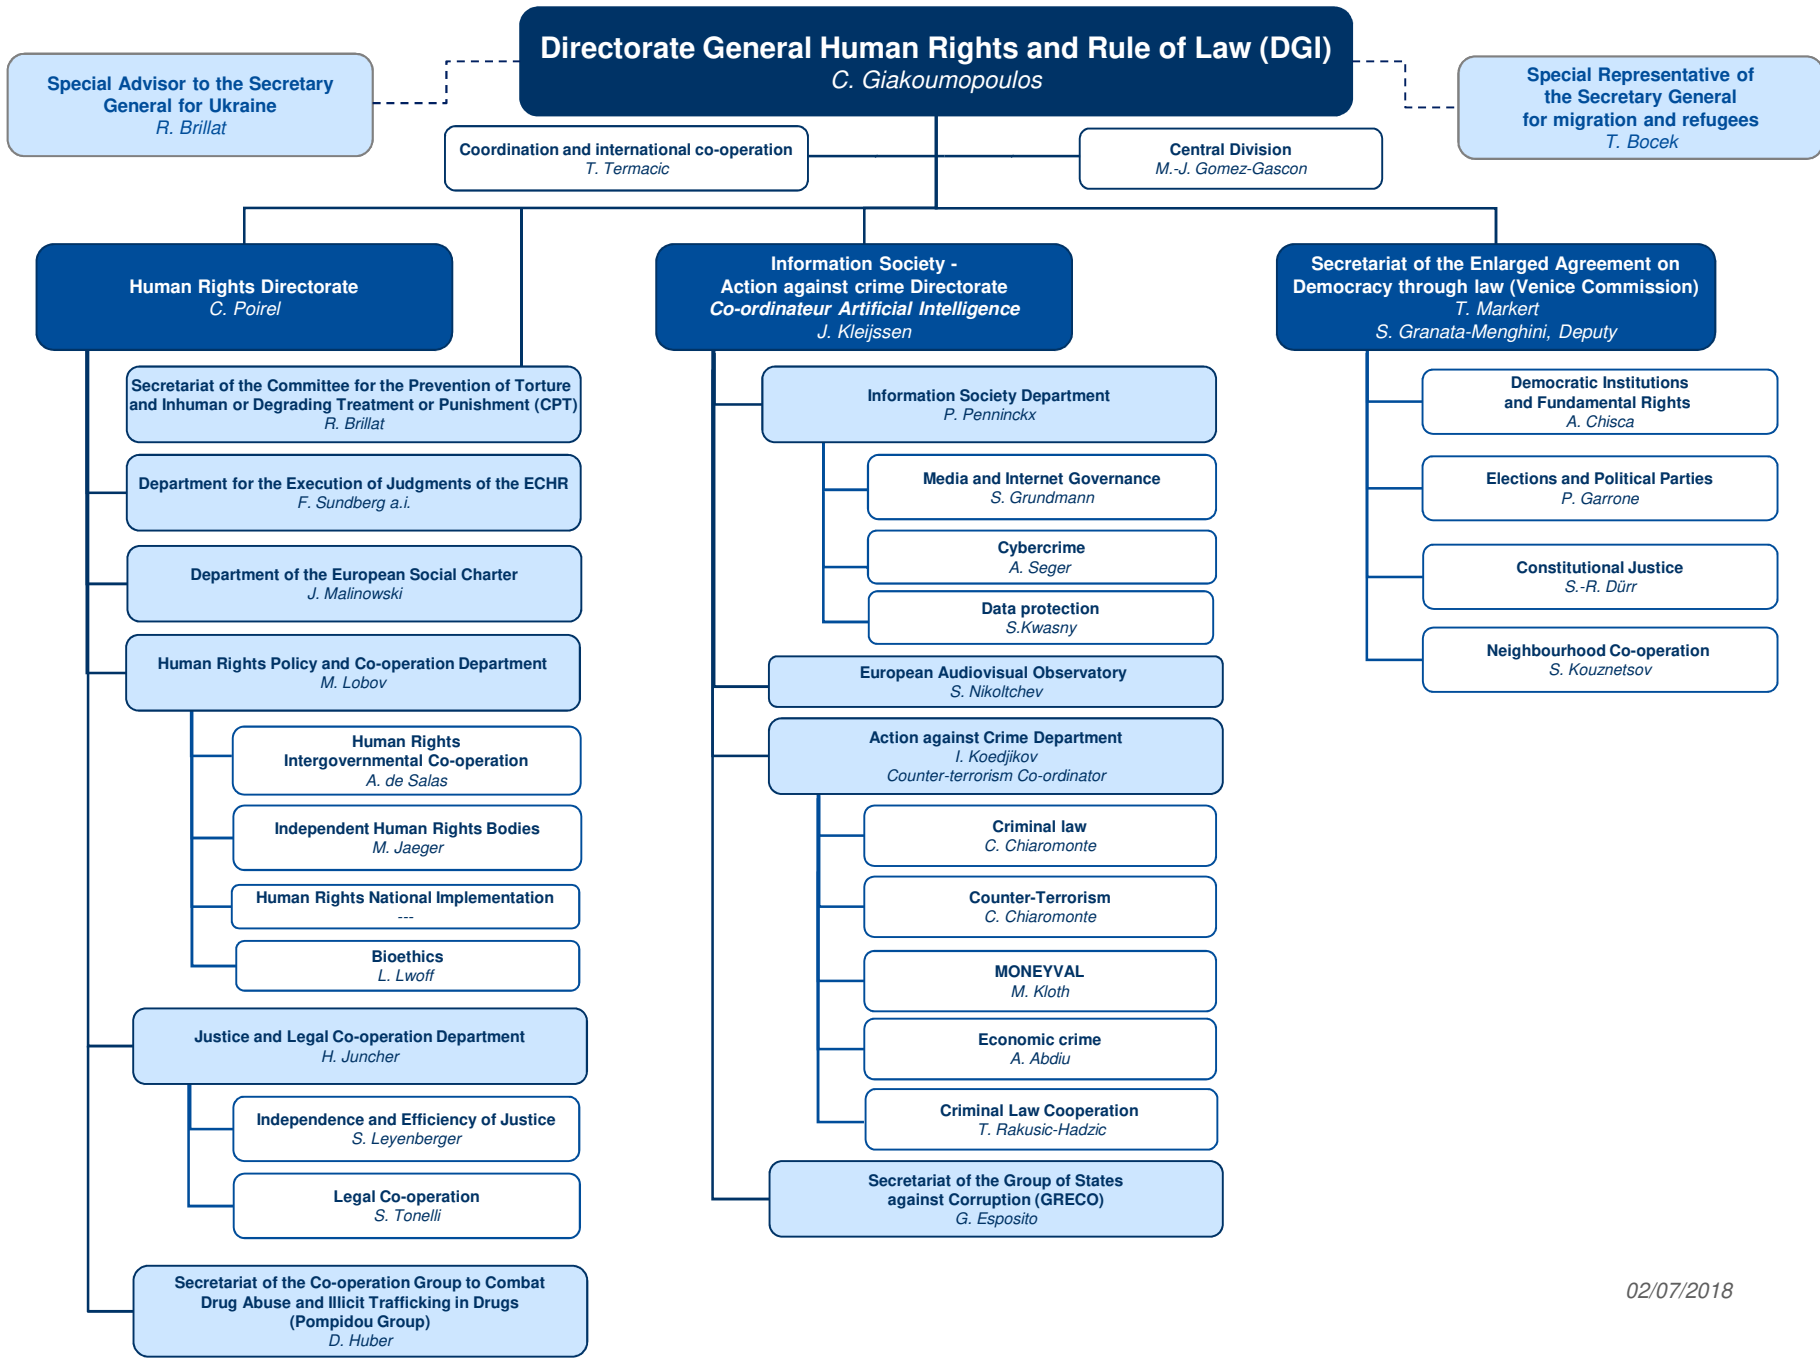 Directorate General Human Rights and Rule of Law (DGI)
C. Giakoumopoulos
Special Advisor to the Secretary
General for Ukraine
R. Brillat
Special Representative of
the Secretary General
for migration and refugees
T. Bocek
Coordination and international co-operation
T. Termacic
Central Division
M.-J. Gomez-Gascon
Human Rights Directorate
C. Poirel
Secretariat of the Committee for the Prevention of Torture
and Inhuman or Degrading Treatment or Punishment (CPT)
R. Brillat
Department for the Execution of Judgments of the ECHR
F. Sundberg a.i.
Department of the European Social Charter
J. Malinowski
Human Rights Policy and Co-operation Department
M. Lobov
Human Rights
Intergovernmental Co-operation
A. de Salas
Independent Human Rights Bodies
M. Jaeger
Human Rights National Implementation
---
Bioethics
L. Lwoff
Justice and Legal Co-operation Department
H. Juncher
Independence and Efficiency of Justice
S. Leyenberger
Legal Co-operation
S. Tonelli
Secretariat of the Co-operation Group to Combat
Drug Abuse and Illicit Trafficking in Drugs
(Pompidou Group)
D. Huber
Information Society -
Action against crime Directorate
Co-ordinateur Artificial Intelligence
J. Kleijssen
Information Society Department
P. Penninckx
Media and Internet Governance
S. Grundmann
Cybercrime
A. Seger
Data protection
S.Kwasny
European Audiovisual Observatory
S. Nikoltchev
Action against Crime Department
I. Koedjikov
Counter-terrorism Co-ordinator
Criminal law
C. Chiaromonte
Counter-Terrorism
C. Chiaromonte
MONEYVAL
M. Kloth
Economic crime
A. Abdiu
Criminal Law Cooperation
T. Rakusic-Hadzic
Secretariat of the Group of States
against Corruption (GRECO)
G. Esposito
Secretariat of the Enlarged Agreement on
Democracy through law (Venice Commission)
T. Markert
S. Granata-Menghini, Deputy
Democratic Institutions
and Fundamental Rights
A. Chisca
Elections and Political Parties
P. Garrone
Constitutional Justice
S.-R. Dürr
Neighbourhood Co-operation
S. Kouznetsov
02/07/2018